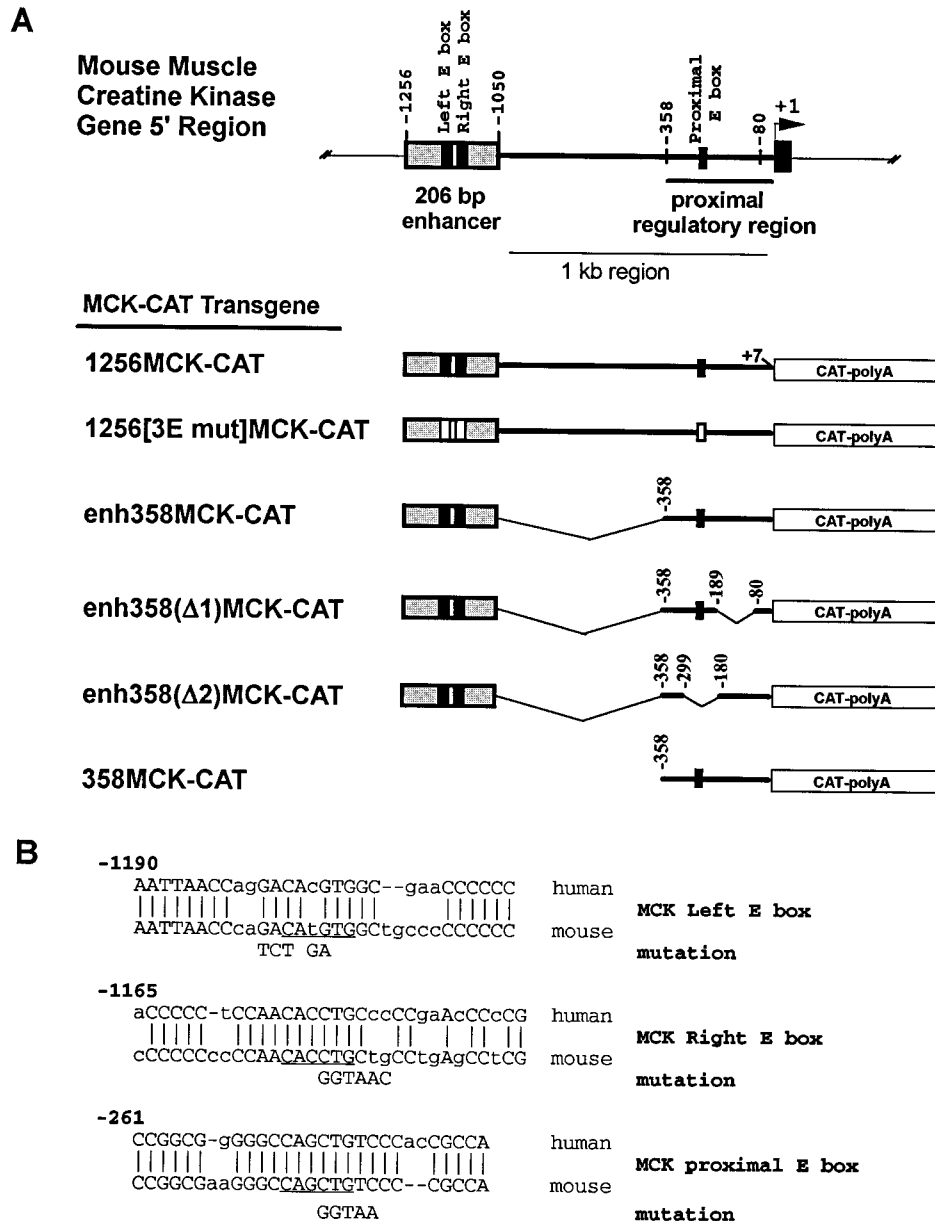 A
Mouse Muscle
Creatine Kinase
Gene 5' Region
-1256
Left E box
Right E box
-1050
-358
Proximal
E box
-80
+1
206 bp
enhancer
proximal
regulatory region
1 kb region
MCK-CAT Transgene
1256MCK-CAT
+7
CAT-polyA
1256[3E mut]MCK-CAT
CAT-polyA
enh358MCK-CAT
-358
CAT-polyA
enh358(Δ1)MCK-CAT
-358
-189
-80
CAT-polyA
enh358(Δ2)MCK-CAT
-358
-299
-180
CAT-polyA
358MCK-CAT
-358
CAT-polyA
B
-1190
AATTAACCagGACAcGTGGC--gaaCCCCCC human
MCK Left E box
AATTAACCcaGACAtGTGGCtgcccCCCCCC mouse
TCT GA mutation
-1165
aCCCCC-tCCAACACCTGCccCCgaAcCCcCG human
MCK Right E box
cCCCCCccCCAACACCTGCtgCCtgAgCCtCG mouse
GGTAAC mutation
-261
CCGGCG-gGGGCCAGCTGTCCCacCGCCA human
MCK proximal E box
CCGGCGaaGGGCCAGCTGTCCC--CGCCA mouse
GGTAA mutation